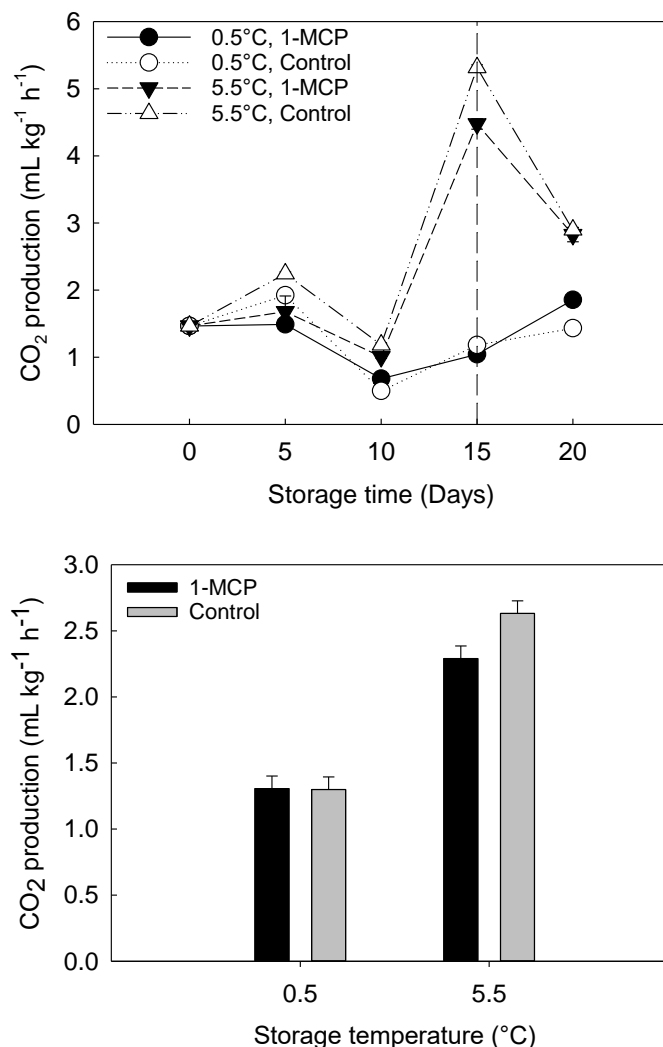 6
5
4
3
2
1
0
CO₂ production (mL kg⁻¹ h⁻¹)
0.5°C, 1-MCP
0.5°C, Control
5.5°C, 1-MCP
5.5°C, Control
0 5 10 15 20
Storage time (Days)
3.0
2.5
2.0
1.5
1.0
0.5
0.0
CO2 production (mL kg⁻¹ h⁻¹)
1-MCP
Control
0.5 5.5
Storage temperature (°C)